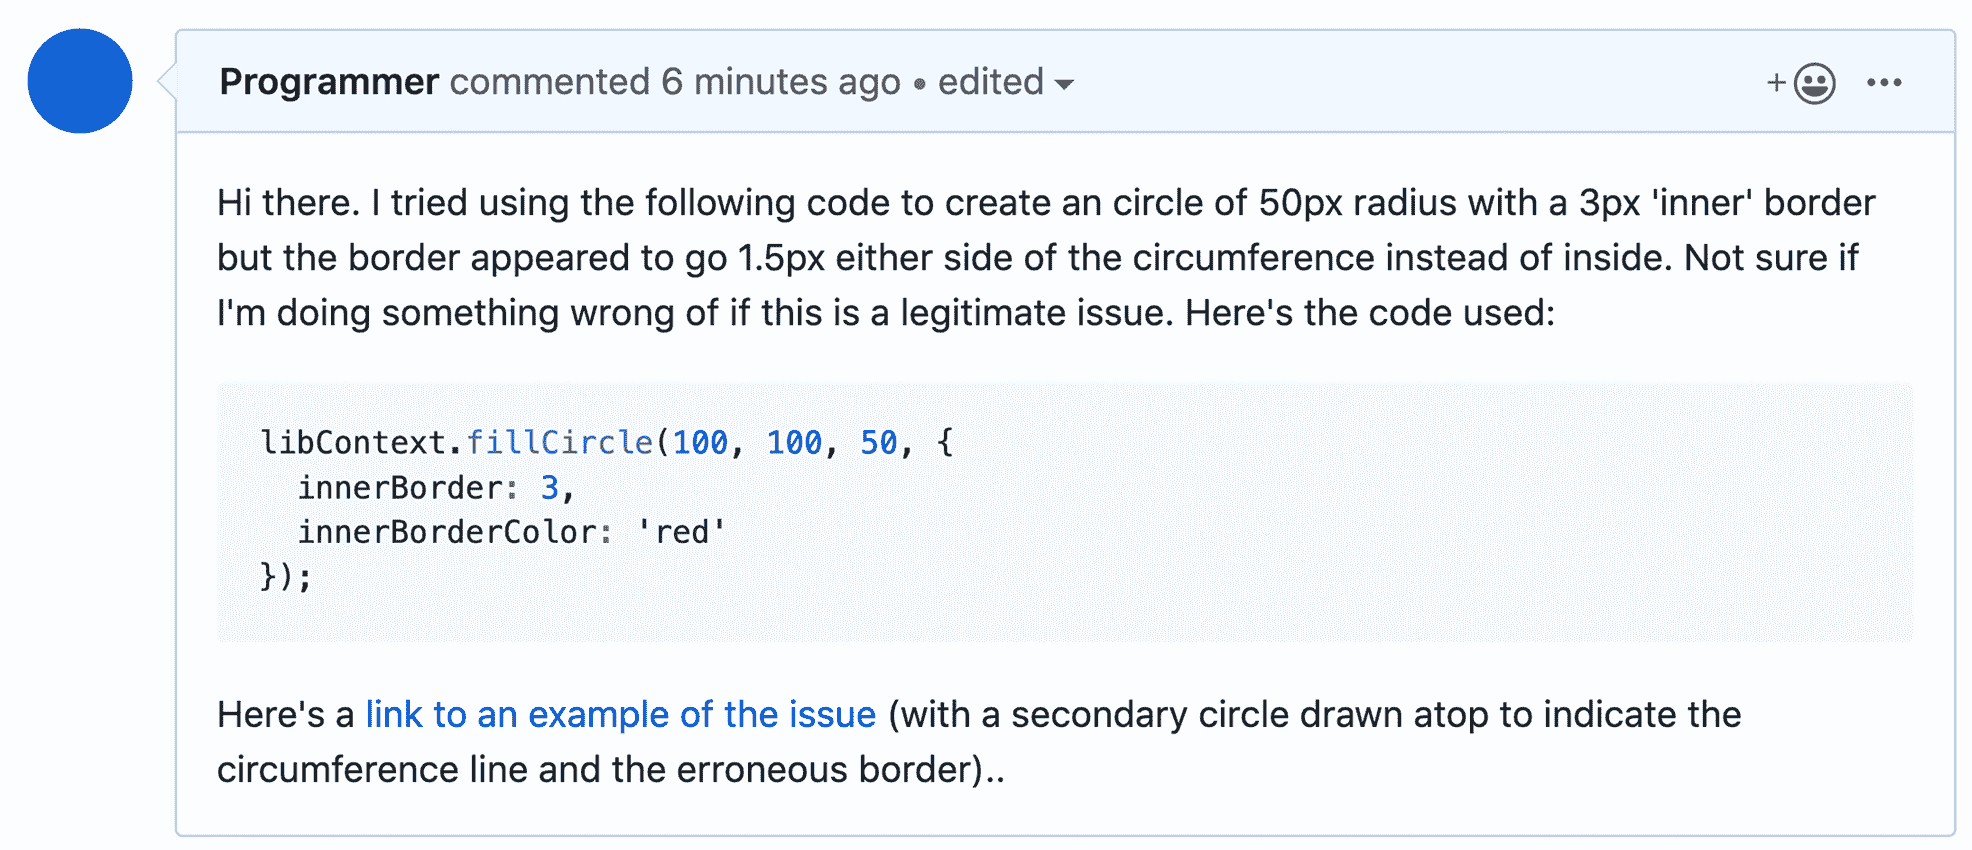 Programmer commented 6 minutes ago • edited
Hi there. I tried using the following code to create an circle of 50px radius with a 3px 'inner' border
but the border appeared to go 1.5px either side of the circumference instead of inside. Not sure if
I'm doing something wrong of if this is a legitimate issue. Here's the code used:
libContext.fillCircle(100, 100, 50, {
  innerBorder: 3,
  innerBorderColor: 'red'
});
Here's a link to an example of the issue (with a secondary circle drawn atop to indicate the
circumference line and the erroneous border)..